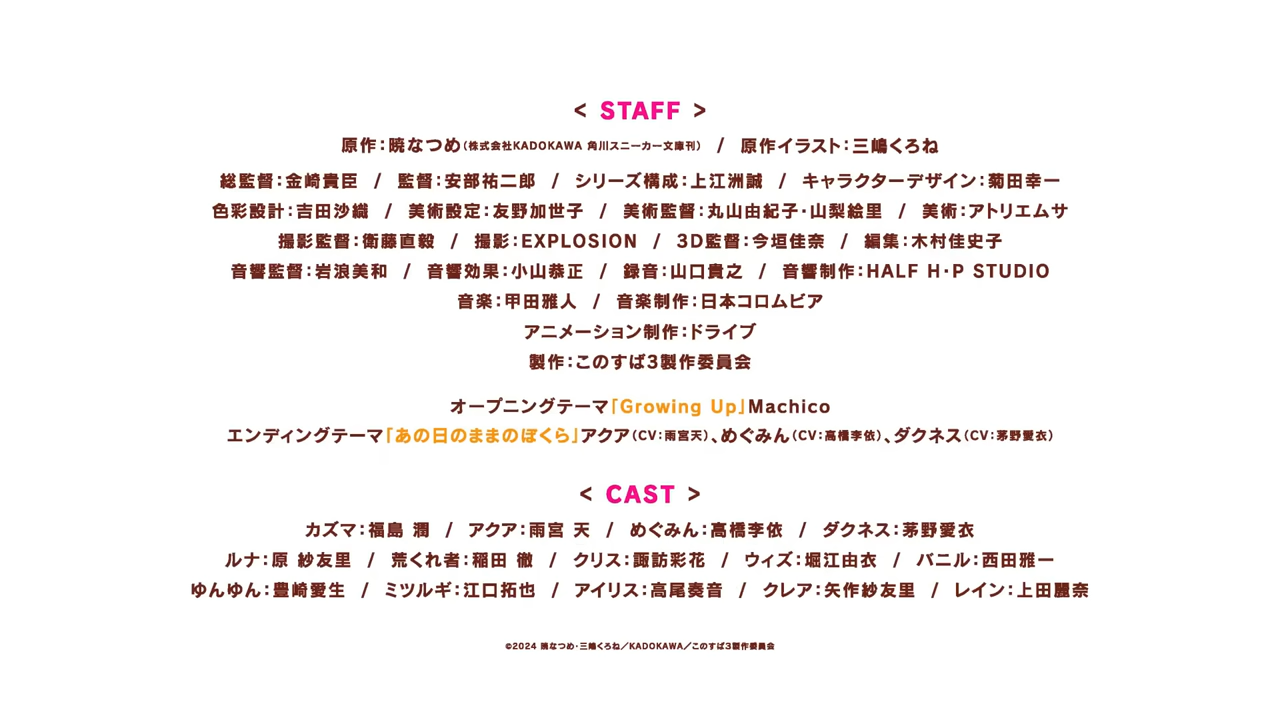 < STAFF >
原作：暁なつめ（株式会社KADOKAWA 角川スニーカー文庫刊） / 原作イラスト：三嶋くろね
総監督：金崎貴臣 / 監督：安部祐二郎 / シリーズ構成：上江洲誠 / キャラクターデザイン：菊田幸一
色彩設計：吉田沙織 / 美術設定：友野加世子 / 美術監督：丸山由紀子・山梨絵里 / 美術：アトリエムサ
撮影監督：衛藤直毅 / 撮影：EXPLOSION / 3D監督：今垣佳奈 / 編集：木村佳史子
音響監督：岩浪美和 / 音響効果：小山恭正 / 録音：山口貴之 / 音響制作：HALF H・P STUDIO
音楽：甲田雅人 / 音楽制作：日本コロムビア
アニメーション制作：ドライブ
製作：このすば3製作委員会
オープニングテーマ「Growing Up」Machico
エンディングテーマ「あの日のままのぼくら」アクア（CV：雨宮天）、めぐみん（CV：高橋李依）、ダクネス（CV：茅野愛衣）
< CAST >
カズマ：福島 潤 / アクア：雨宮 天 / めぐみん：高橋李依 / ダクネス：茅野愛衣
ルナ：原 紗友里 / 荒くれ者：稲田 徹 / クリス：諏訪彩花 / ウィズ：堀江由衣 / バニル：西田雅一
ゆんゆん：豊崎愛生 / ミツルギ：江口拓也 / アイリス：高尾奏音 / クレア：矢作紗友里 / レイン：上田麗奈
©2024 暁なつめ・三嶋くろね／KADOKAWA／このすば3製作委員会